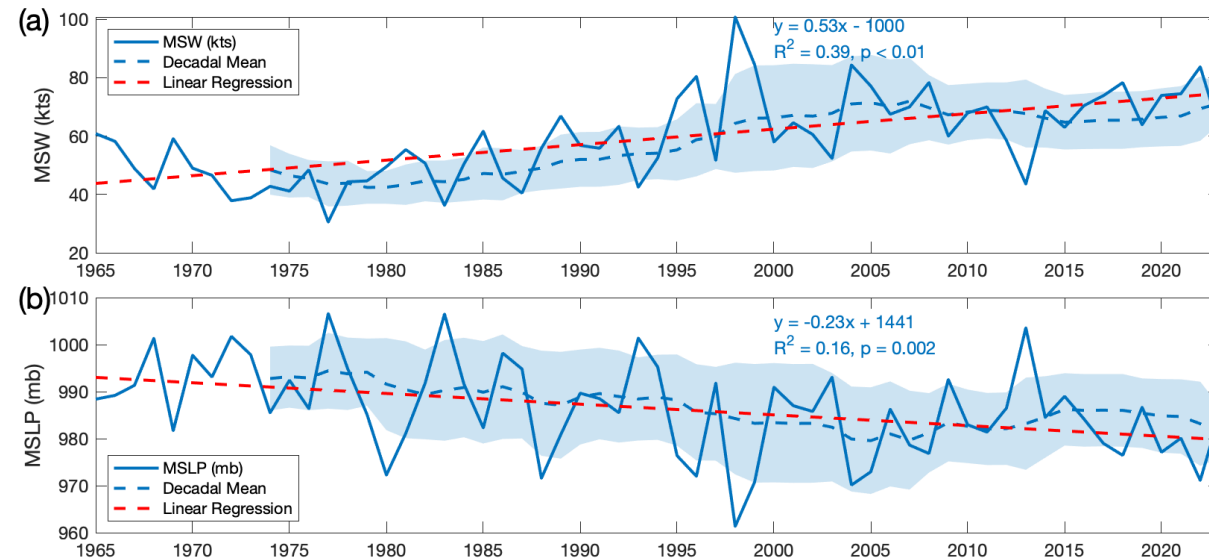 (a)
100
80
60
40
20
MSW (kts)
MSW (kts)
Decadal Mean
Linear Regression
y = 0.53x - 1000
R² = 0.39, p < 0.01
1965 1970 1975 1980 1985 1990 1995 2000 2005 2010 2015 2020
(b)
1010
1000
990
980
970
960
MSLP (mb)
y = -0.23x + 1441
R² = 0.16, p = 0.002
MSLP (mb)
Decadal Mean
Linear Regression
1965 1970 1975 1980 1985 1990 1995 2000 2005 2010 2015 2020